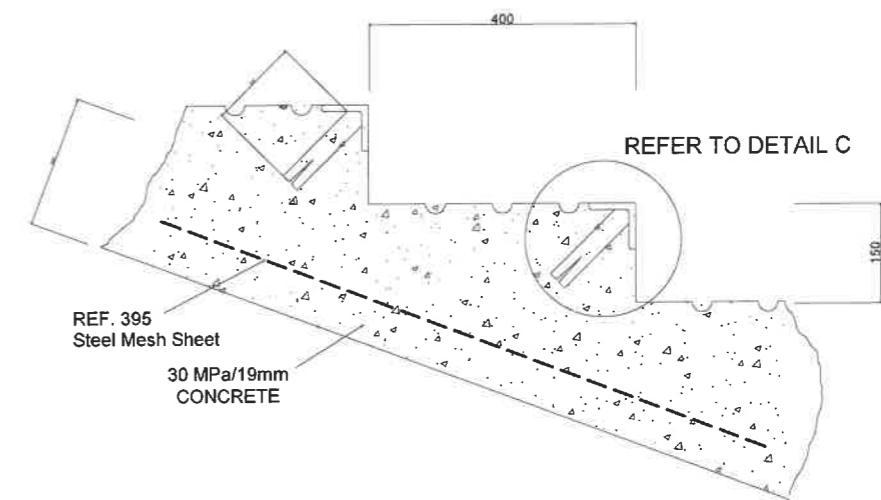 400
REFER TO DETAIL C
150
REF. 395
Steel Mesh Sheet
30 MPa/19mm
CONCRETE